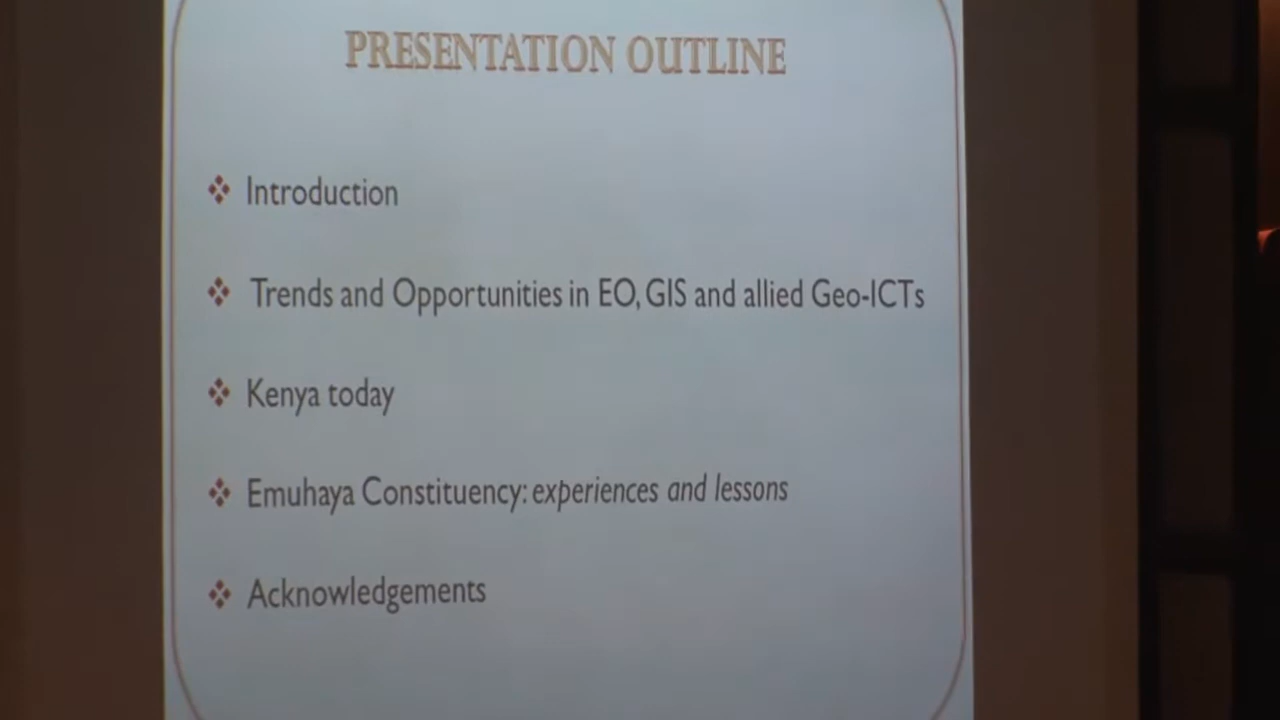 PRESENTATION OUTLINE
Introduction
Trends and Opportunities in EO, GIS and allied Geo-ICTs
Kenya today
Emuhaya Constituency: experiences and lessons
Acknowledgements